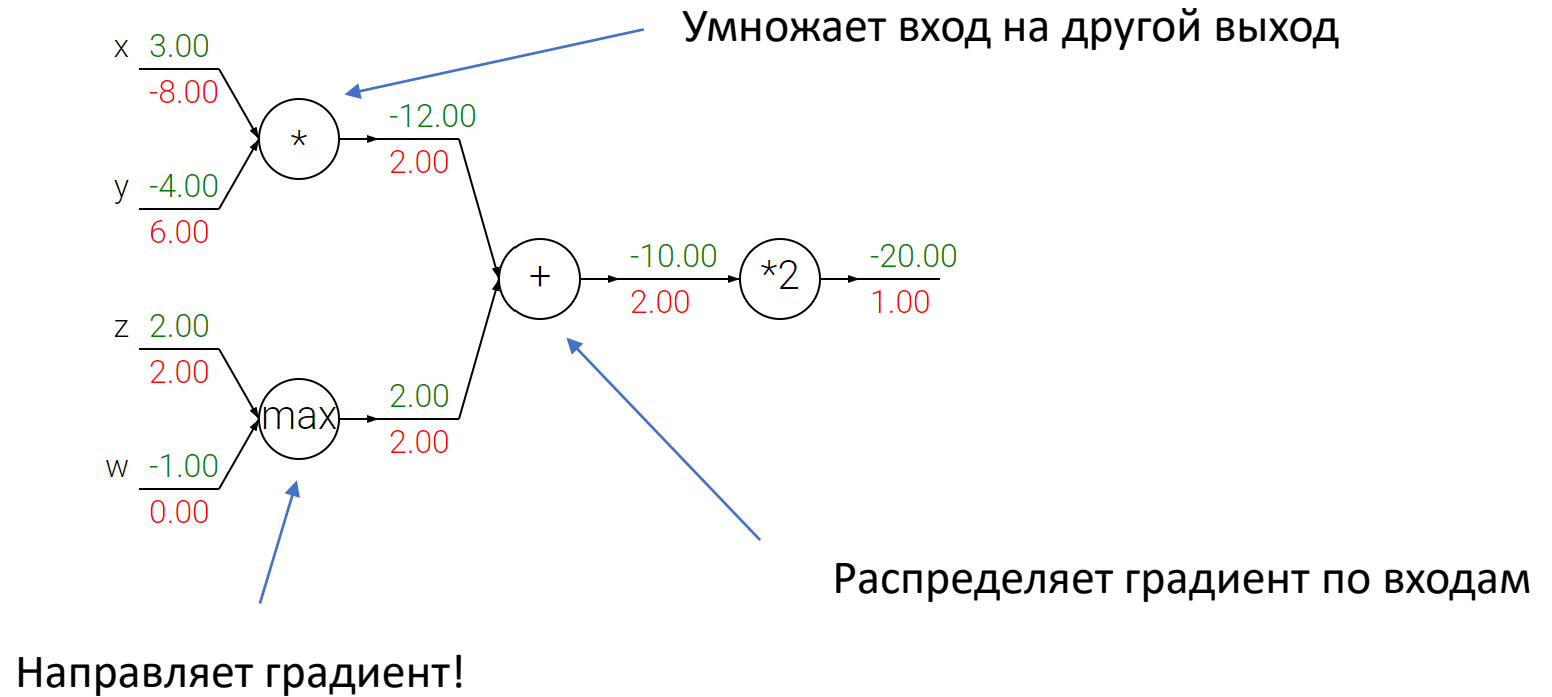 Умножает вход на другой выход
x 3.00
-8.00
*
-12.00
2.00
y -4.00
6.00
+
-10.00
2.00
*2
-20.00
1.00
z 2.00
2.00
max
2.00
2.00
w -1.00
0.00
Распределяет градиент по входам
Направляет градиент!